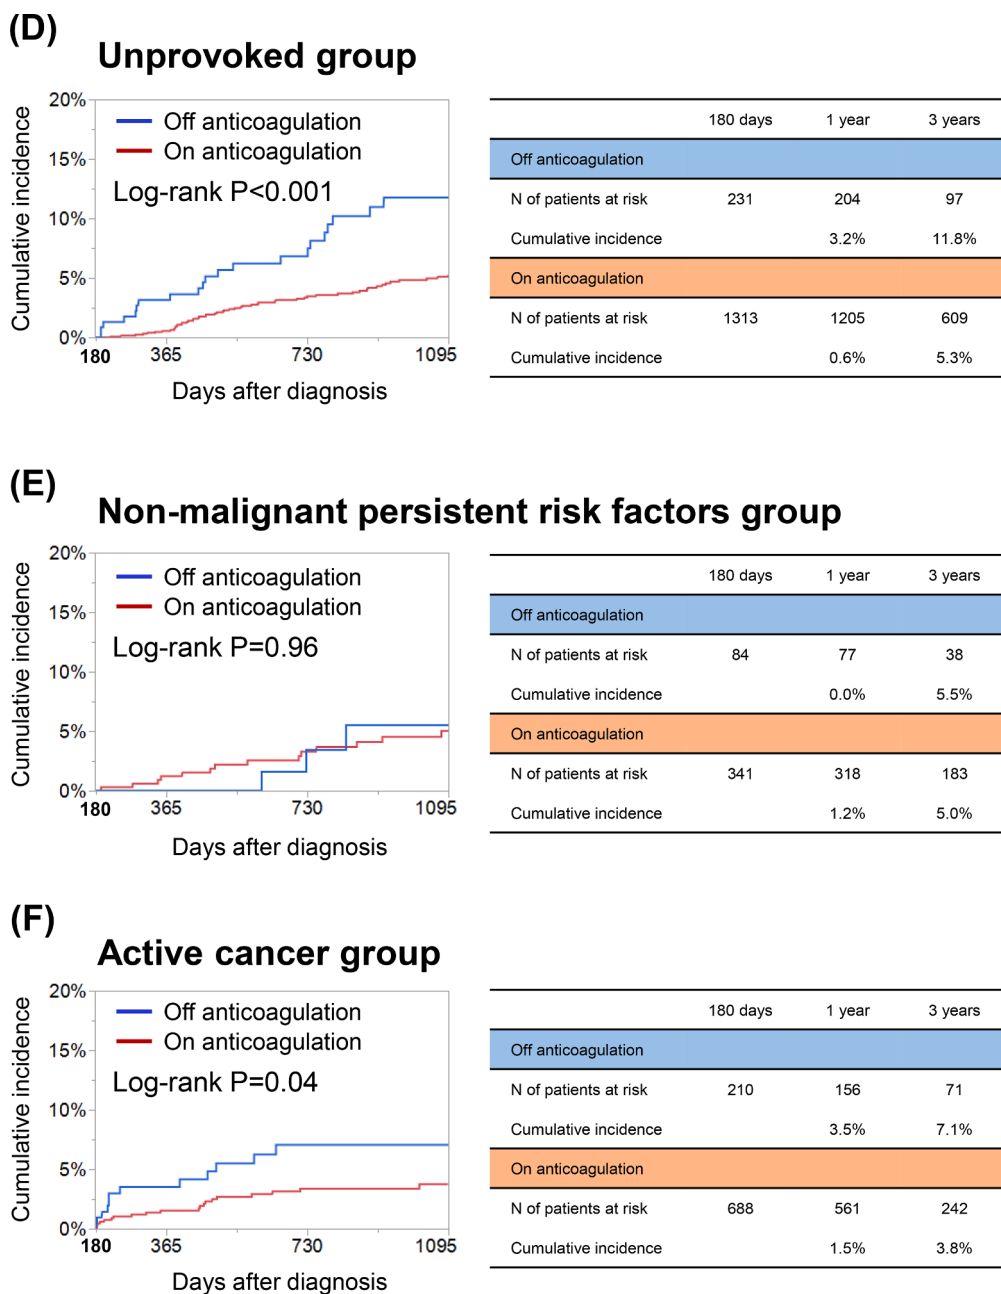 (D)
Unprovoked group
Cumulative incidence
20%
15%
10%
5%
0%
Off anticoagulation
On anticoagulation
Log-rank P<0.001
180 365 730 1095
Days after diagnosis
180 days 1 year 3 years
Off anticoagulation
N of patients at risk 231 204 97
Cumulative incidence 3.2% 11.8%
On anticoagulation
N of patients at risk 1313 1205 609
Cumulative incidence 0.6% 5.3%
(E)
Non-malignant persistent risk factors group
Cumulative incidence
20%
15%
10%
5%
0%
Off anticoagulation
On anticoagulation
Log-rank P=0.96
180 365 730 1095
Days after diagnosis
180 days 1 year 3 years
Off anticoagulation
N of patients at risk 84 77 38
Cumulative incidence 0.0% 5.5%
On anticoagulation
N of patients at risk 341 318 183
Cumulative incidence 1.2% 5.0%
(F)
Active cancer group
Cumulative incidence
20%
15%
10%
5%
0%
Off anticoagulation
On anticoagulation
Log-rank P=0.04
180 365 730 1095
Days after diagnosis
180 days 1 year 3 years
Off anticoagulation
N of patients at risk 210 156 71
Cumulative incidence 3.5% 7.1%
On anticoagulation
N of patients at risk 688 561 242
Cumulative incidence 1.5% 3.8%